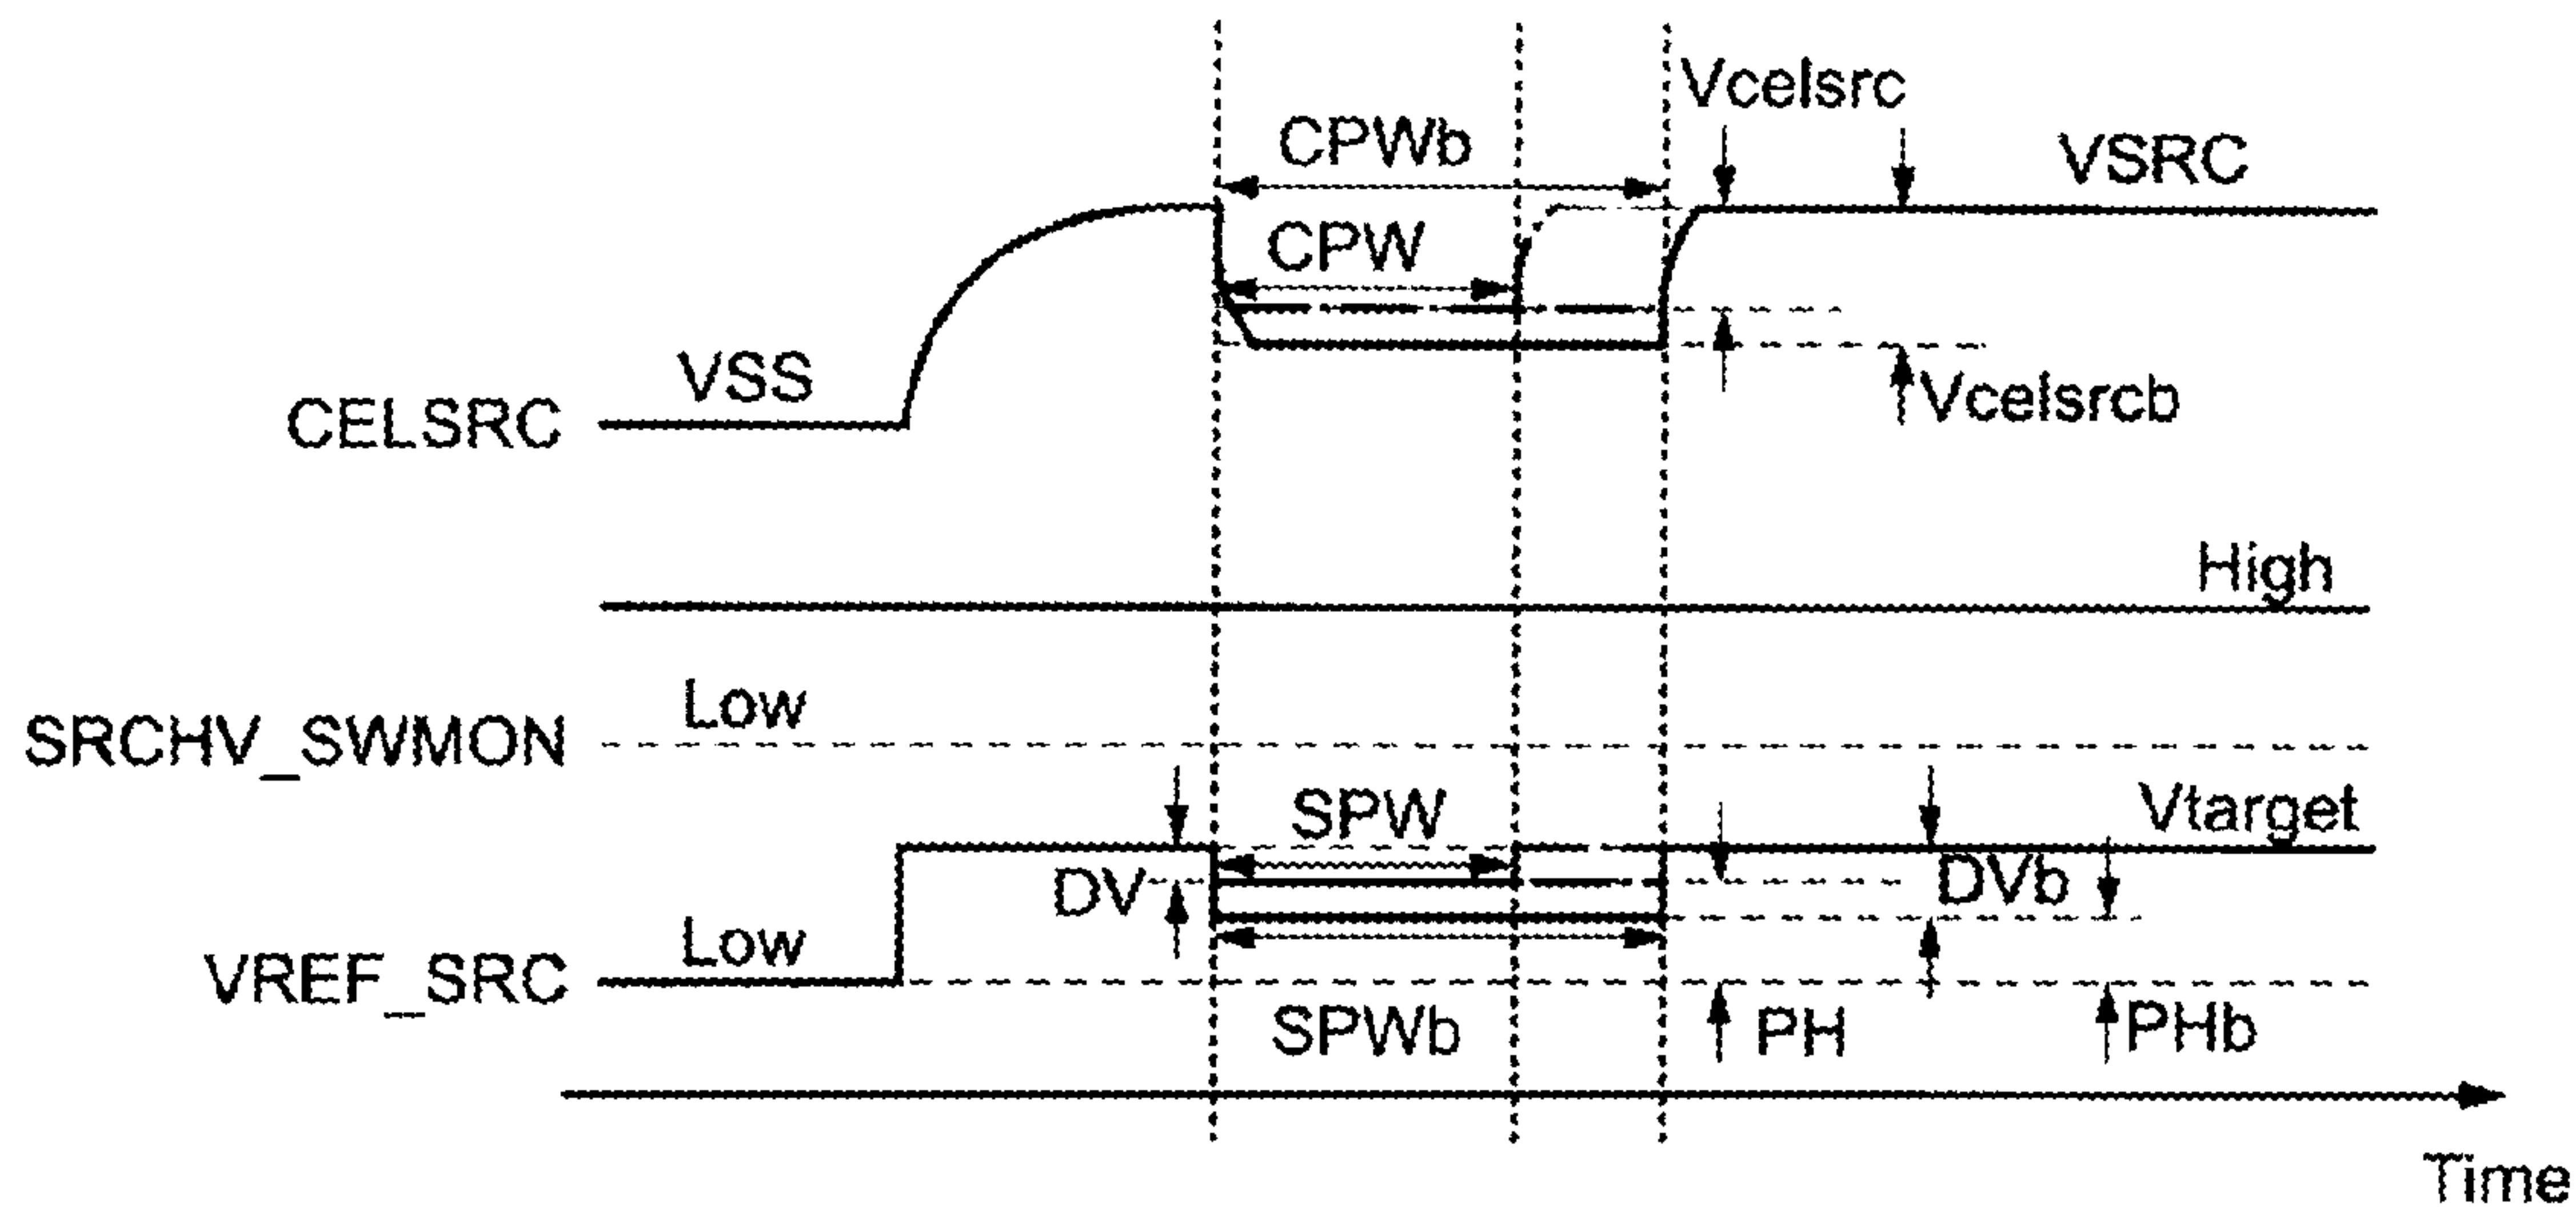 Vcelsrc
CPWb
VSRC
CPW
VSS
CELSRC
Vcelsrcb
High
Low
SRCHV_SWMON
SPW
Vtarget
DV
DVb
Low
VREF_SRC
SPWb
PH
PHb
Time